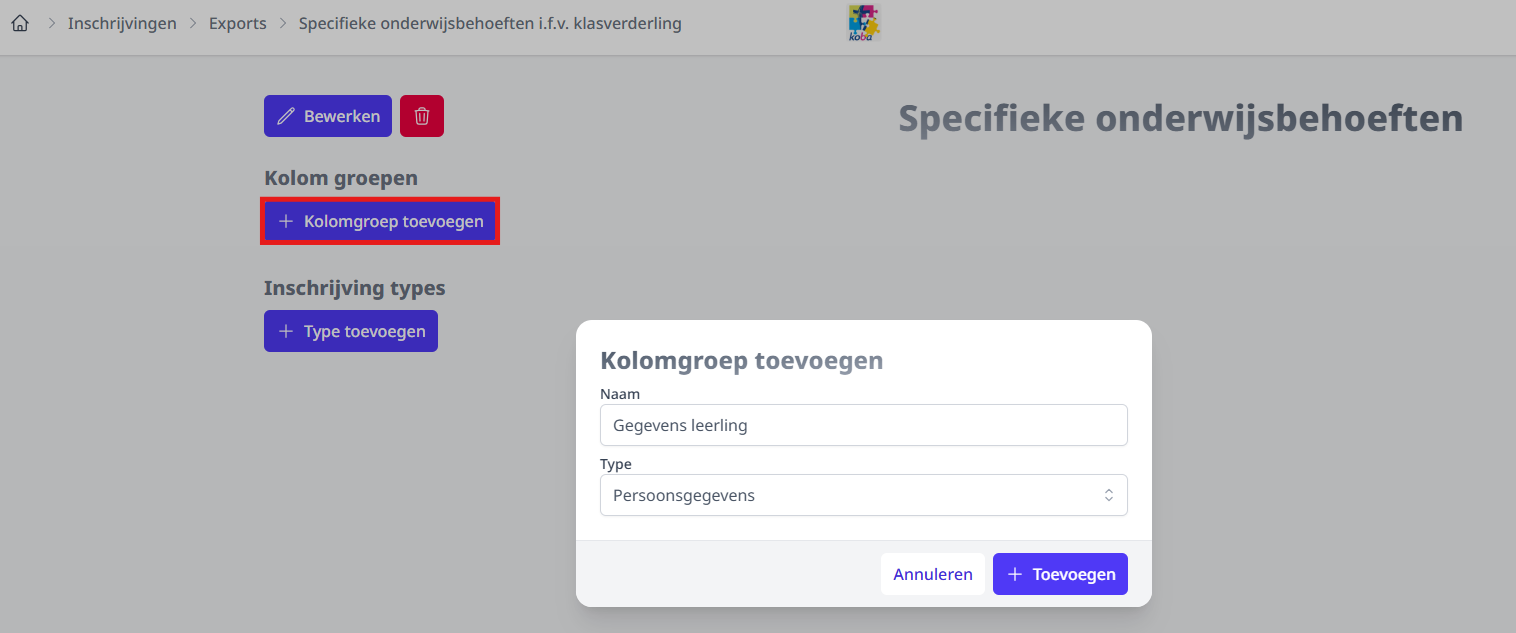 Inschrijvingen > Exports > Specifieke onderwijsbehoeften i.f.v. klasverderling
koba
Bewerken
Specifieke onderwijsbehoeften
Kolom groepen
+ Kolomgroep toevoegen
Inschrijving types
+ Type toevoegen
Kolomgroep toevoegen
Naam
Gegevens leerling
Type
Persoonsgegevens
Annuleren
+ Toevoegen